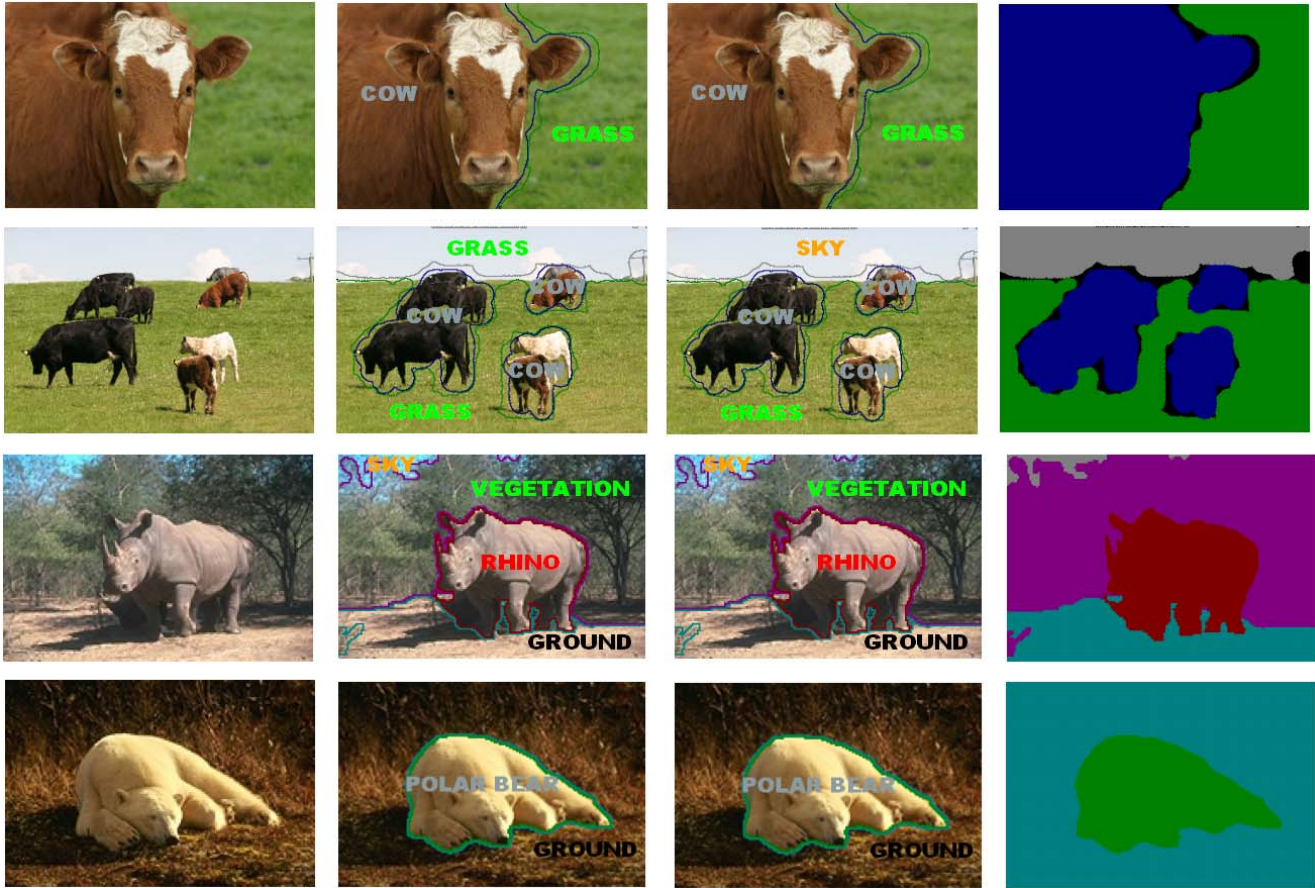 COW
GRASS
COW
GRASS
GRASS
COW
COW
COW
GRASS
SKY
COW
COW
COW
GRASS
SKY
VEGETATION
RHINO
GROUND
SKY
VEGETATION
RHINO
GROUND
POLAR BEAR
GROUND
POLAR BEAR
GROUND